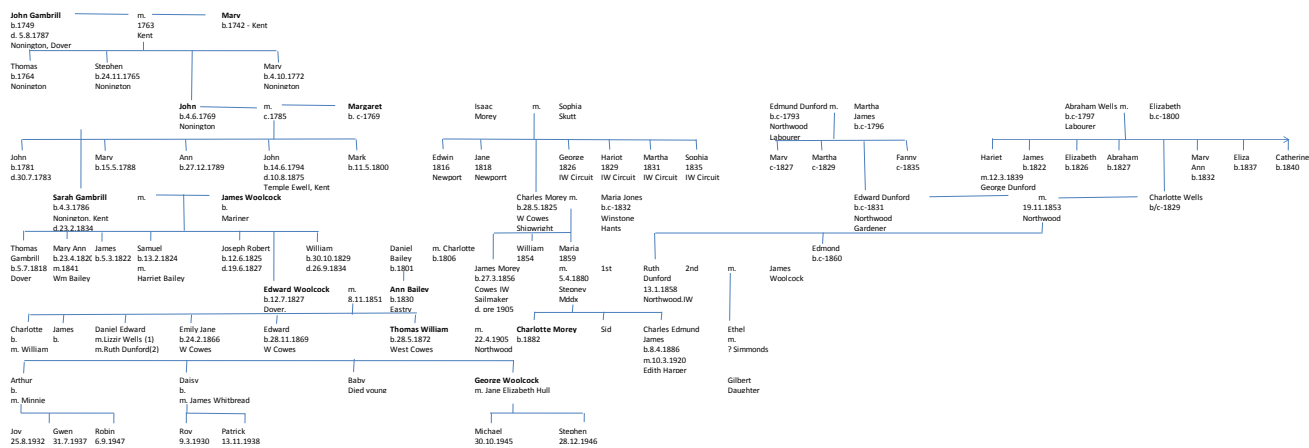 John Gambrill m. Mary
b.1749 1763 b.1742 - Kent
d. 5.8.1787 Kent
Nonington, Dover
Thomas Stephen Mary
b.1764 b.24.11.1765 b.4.10.1772
Nonington Nonington Nonington
John m. Margaret Isaac m. Sophia Edmund Dunford m. Martha Abraham Wells m. Elizabeth
b.4.6.1769 c.1785 b. c-1769 Morey Skutt b.c-1793 James b.c-1797 b.c-1800
Nonington Northwood b.c-1796 Labourer
Labourer
John Mary Ann John Mark Edwin Jane George Hariot Martha Sophia Mary Martha Fanny Hariet James Elizabeth Abraham Mary Eliza Catherine
b.1781 b.15.5.1788 b.27.12.1789 b.14.6.1794 b.11.5.1800 1816 1818 1826 1829 1831 1835 c-1827 c-1829 c-1835 b.1822 b.1826 b.1827 Ann b.1837 b.1840
d.30.7.1783 d.10.8.1875 Newport Newport IW Circuit IW Circuit IW Circuit IW Circuit m.12.3.1839 b.1832
Temple Ewell, Kent George Dunford
Sarah Gambrill m. James Woolcock Charles Morey m. Maria Jones Edward Dunford m. Charlotte Wells
b.4.3.1786 b. b.28.5.1825 b.c-1832 b.c-1831 19.11.1853 b/c-1829
Nonington, Kent Mariner W Cowes Winstone Northwood Northwood
d.23.2.1834 Shipwright Hants Gardener
Thomas Mary Ann James Samuel Joseph Robert William Daniel m. Charlotte William Maria Edmond
Gambrill b.23.4.1820 b.5.3.1822 b.13.2.1824 b.12.6.1825 b.30.10.1829 Bailey b.1806 1854 1859 b.c-1860
b.5.7.1818 m.1841 m. d.19.6.1827 d.26.9.1834 b.1801
Dover Wm Bailey Harriet Bailey
James Morey m. 1st Ruth 2nd m. James
b.27.3.1856 5.4.1880 Dunford Woolcock
Cowes IW Stepney 13.1.1858
Sailmaker Mddx Northwood.IW
d. pre 1905
Edward Woolcock m. Ann Bailey
b.12.7.1827 8.11.1851 b.1830
Dover. Eastry
Charlotte James Daniel Edward Emily Jane Edward Thomas William m. Charlotte Morey Sid Charles Edmund Ethel
b. b. m.Lizzir Wells (1) b.24.2.1866 b.28.11.1869 b.28.5.1872 22.4.1905 b.1882 James m.
m. William m.Ruth Dunford(2) W Cowes W Cowes West Cowes Northwood b.8.4.1886 ? Simmonds
m.10.3.1920
Edith Harper
Arthur Daisy Baby George Woolcock Gilbert
b. b. Died young m. Jane Elizabeth Hull Daughter
m. Minnie m. James Whitbread
Joy Gwen Robin Roy Patrick Michael Stephen
25.8.1932 31.7.1937 6.9.1947 9.3.1930 13.11.1938 30.10.1945 28.12.1946